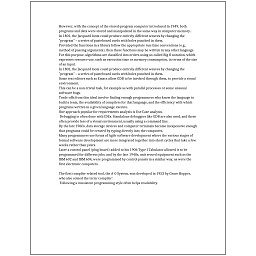 However, with the concept of the stored-program computer introduced in 1949, both
programs and data were stored and manipulated in the same way in computer memory.
In 1801, the Jacquard loom could produce entirely different weaves by changing the
"program" – a series of pasteboard cards with holes punched in them.
Provided the functions in a library follow the appropriate run-time conventions (e.g.,
method of passing arguments), then these functions may be written in any other language.
For this purpose, algorithms are classified into orders using so-called Big O notation, which
expresses resource use, such as execution time or memory consumption, in terms of the size
of an input.
In 1801, the Jacquard loom could produce entirely different weaves by changing the
"program" – a series of pasteboard cards with holes punched in them.
Some text editors such as Emacs allow GDB to be invoked through them, to provide a visual
environment.
This can be a non-trivial task, for example as with parallel processes or some unusual
software bugs.
Trade-offs from this ideal involve finding enough programmers who know the language to
build a team, the availability of compilers for that language, and the efficiency with which
programs written in a given language execute.
One approach popular for requirements analysis is Use Case analysis.
Debugging is often done with IDEs. Standalone debuggers like GDB are also used, and these
often provide less of a visual environment, usually using a command line.
By the late 1960s, data storage devices and computer terminals became inexpensive enough
that programs could be created by typing directly into the computers.
Many programmers use forms of Agile software development where the various stages of
formal software development are more integrated together into short cycles that take a few
weeks rather than years.
Later a control panel (plug board) added to his 1906 Type I Tabulator allowed it to be
programmed for different jobs, and by the late 1940s, unit record equipment such as the
IBM 602 and IBM 604, were programmed by control panels in a similar way, as were the
first electronic computers.
The first compiler related tool, the A-0 System, was developed in 1952 by Grace Hopper,
who also coined the term 'compiler'.
Following a consistent programming style often helps readability.